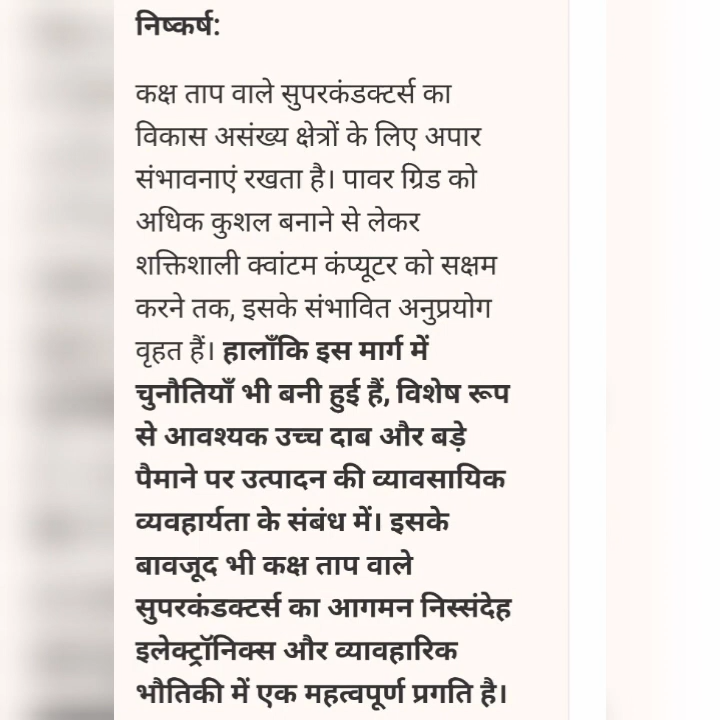 निष्कर्ष:
कक्ष ताप वाले सुपरकंडक्टर्स का
विकास असंख्य क्षेत्रों के लिए अपार
संभावनाएं रखता है। पावर ग्रिड को
अधिक कुशल बनाने से लेकर
शक्तिशाली क्वांटम कंप्यूटर को सक्षम
करने तक, इसके संभावित अनुप्रयोग
वृहत हैं। हालाँकि इस मार्ग में
चुनौतियाँ भी बनी हुई हैं, विशेष रूप
से आवश्यक उच्च दाब और बड़े
पैमाने पर उत्पादन की व्यावसायिक
व्यवहार्यता के संबंध में। इसके
बावजूद भी कक्ष ताप वाले
सुपरकंडक्टर्स का आगमन निस्संदेह
इलेक्ट्रॉनिक्स और व्यावहारिक
भौतिकी में एक महत्वपूर्ण प्रगति है।